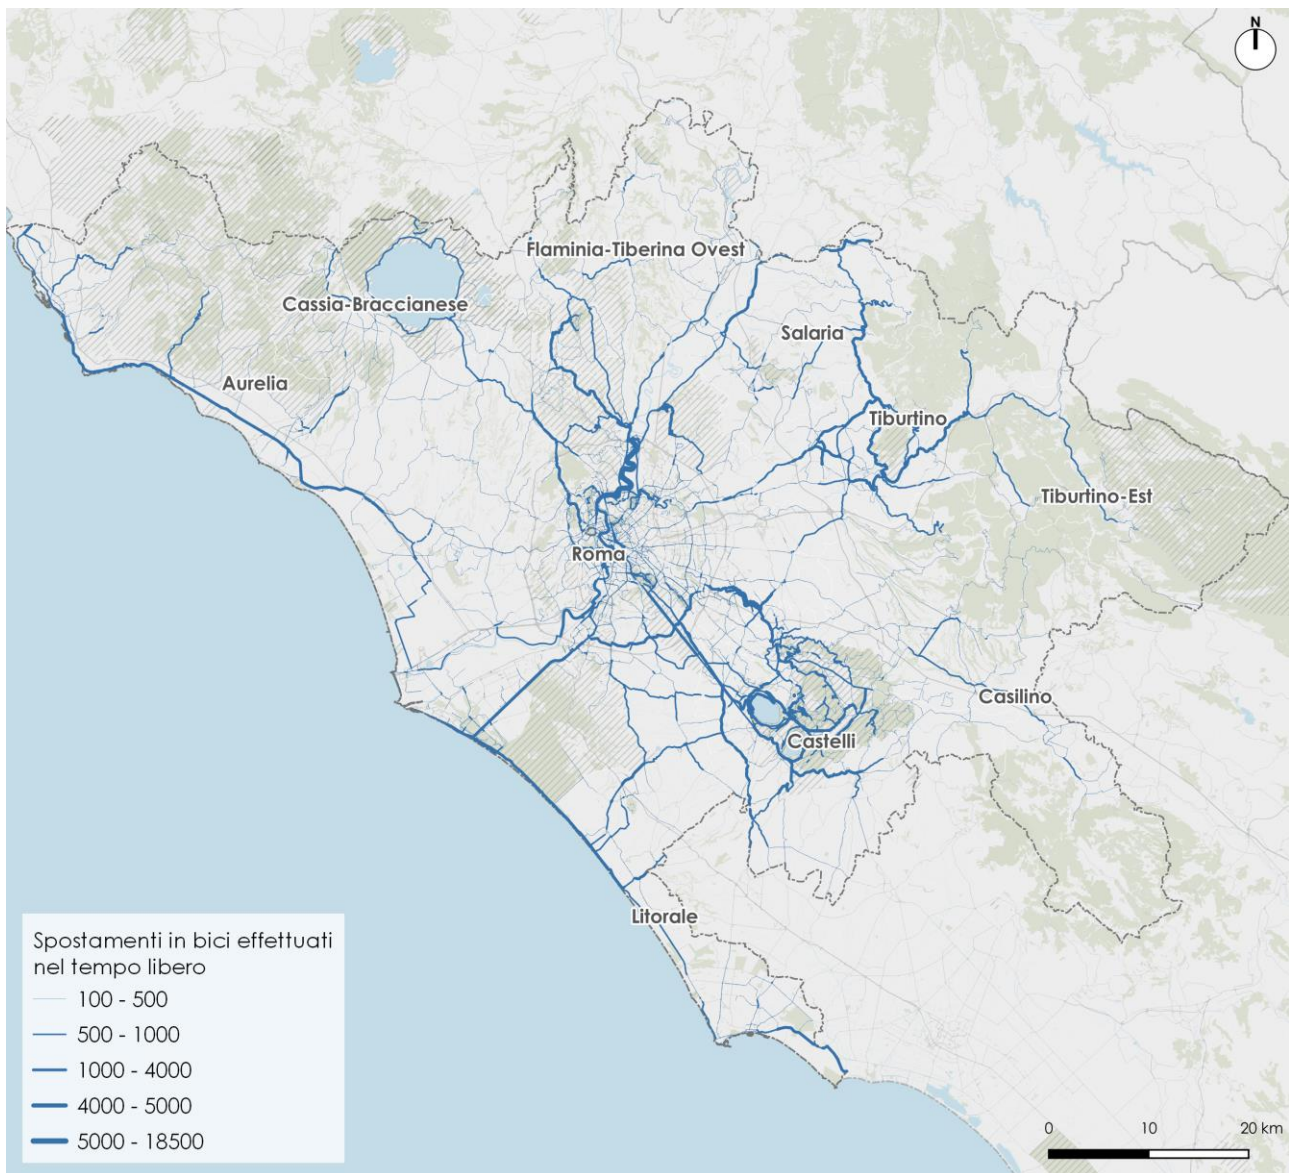 N
Flaminia-Tiberina Ovest
Cassia-Braccianese
Salaria
Aurelia
Tiburtino
Tiburtino-Est
Roma
Casilino
Castelli
Litorale
Spostamenti in bici effettuati
nel tempo libero
100 - 500
500 - 1000
1000 - 4000
4000 - 5000
5000 - 18500
0 10 20 km